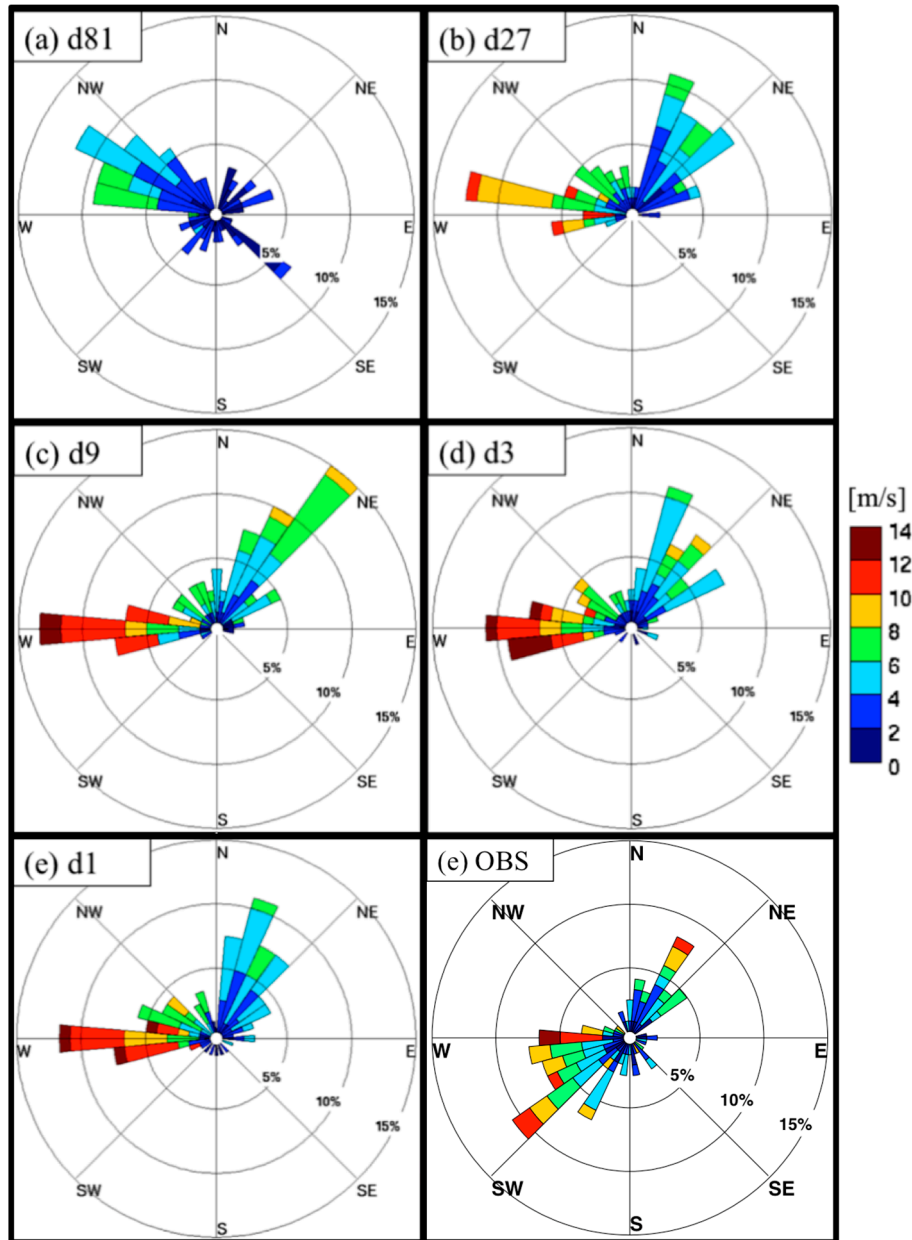 (a) d81
N
NW
NE
W
E
5%
10%
15%
SW
SE
S
(b) d27
N
NW
NE
W
E
5%
10%
15%
SW
SE
S
(c) d9
N
NW
NE
W
E
5%
10%
15%
SW
SE
S
(d) d3
N
NW
NE
W
E
5%
10%
15%
SW
SE
S
[m/s]
14
12
10
8
6
4
2
0
(e) d1
N
NW
NE
W
E
5%
10%
15%
SW
SE
S
(e) OBS
N
NW
NE
W
E
5%
10%
15%
SW
SE
S